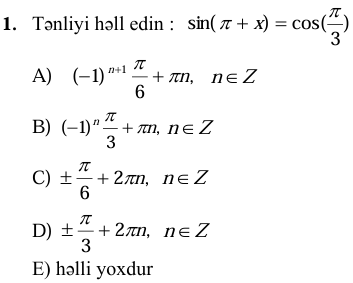 1. Tənliyi həll edin : sin(π + x) = cos(π/3)
A) (−1)ⁿ⁺¹ π/6 + πn, n ∈ Z
B) (−1)ⁿ π/3 + πn, n ∈ Z
C) ± π/6 + 2πn, n ∈ Z
D) ± π/3 + 2πn, n ∈ Z
E) həlli yoxdur